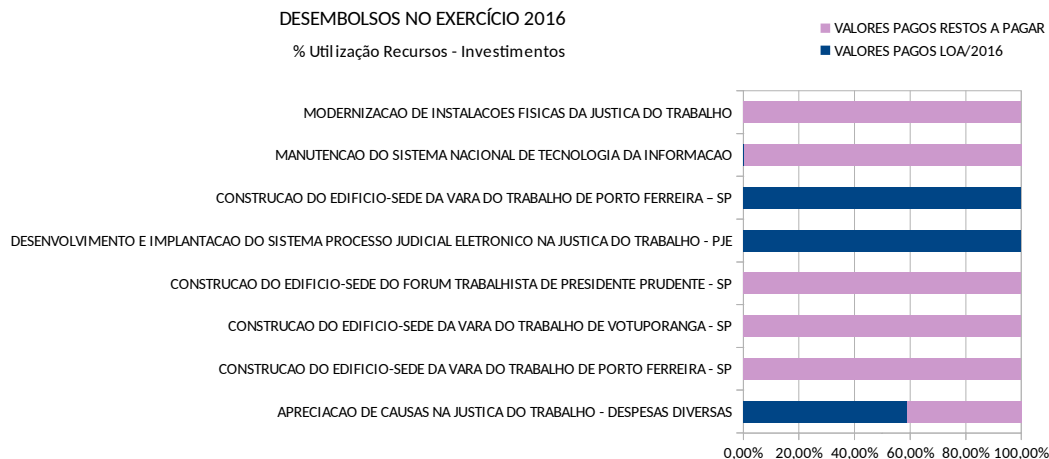 DESEMBOLSOS NO EXERCÍCIO 2016
% Utilização Recursos - Investimentos
VALORES PAGOS RESTOS A PAGAR
VALORES PAGOS LOA/2016
MODERNIZACAO DE INSTALACOES FISICAS DA JUSTICA DO TRABALHO
MANUTENCAO DO SISTEMA NACIONAL DE TECNOLOGIA DA INFORMACAO
CONSTRUCAO DO EDIFICIO-SEDE DA VARA DO TRABALHO DE PORTO FERREIRA – SP
DESENVOLVIMENTO E IMPLANTACAO DO SISTEMA PROCESSO JUDICIAL ELETRONICO NA JUSTICA DO TRABALHO - PJE
CONSTRUCAO DO EDIFICIO-SEDE DO FORUM TRABALHISTA DE PRESIDENTE PRUDENTE - SP
CONSTRUCAO DO EDIFICIO-SEDE DA VARA DO TRABALHO DE VOTUPORANGA - SP
CONSTRUCAO DO EDIFICIO-SEDE DA VARA DO TRABALHO DE PORTO FERREIRA - SP
APRECIACAO DE CAUSAS NA JUSTICA DO TRABALHO - DESPESAS DIVERSAS
0,00% 20,00% 40,00% 60,00% 80,00% 100,00%